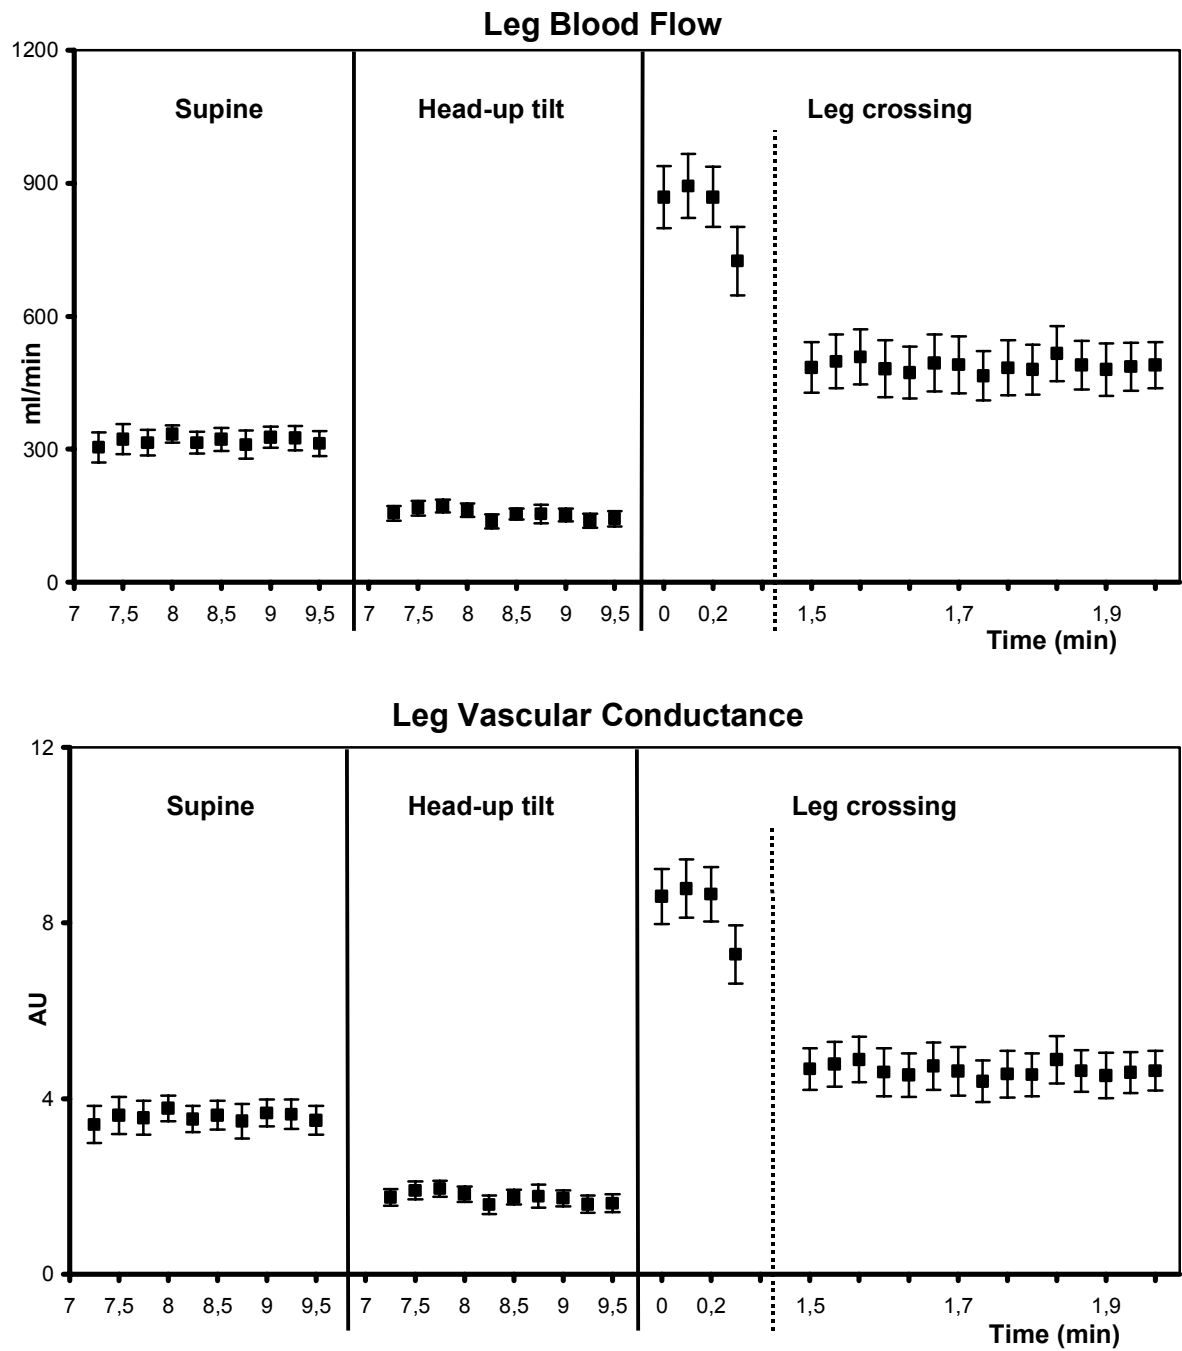 Leg Blood Flow
1200
Supine Head-up tilt Leg crossing
900
600
ml/min
300
0
7 7,5 8 8,5 9 9,5 7 7,5 8 8,5 9 9,5 0 0,2 1,5 1,7 1,9
Time (min)
Leg Vascular Conductance
12
Supine Head-up tilt Leg crossing
8
AU
4
0
7 7,5 8 8,5 9 9,5 7 7,5 8 8,5 9 9,5 0 0,2 1,5 1,7 1,9
Time (min)